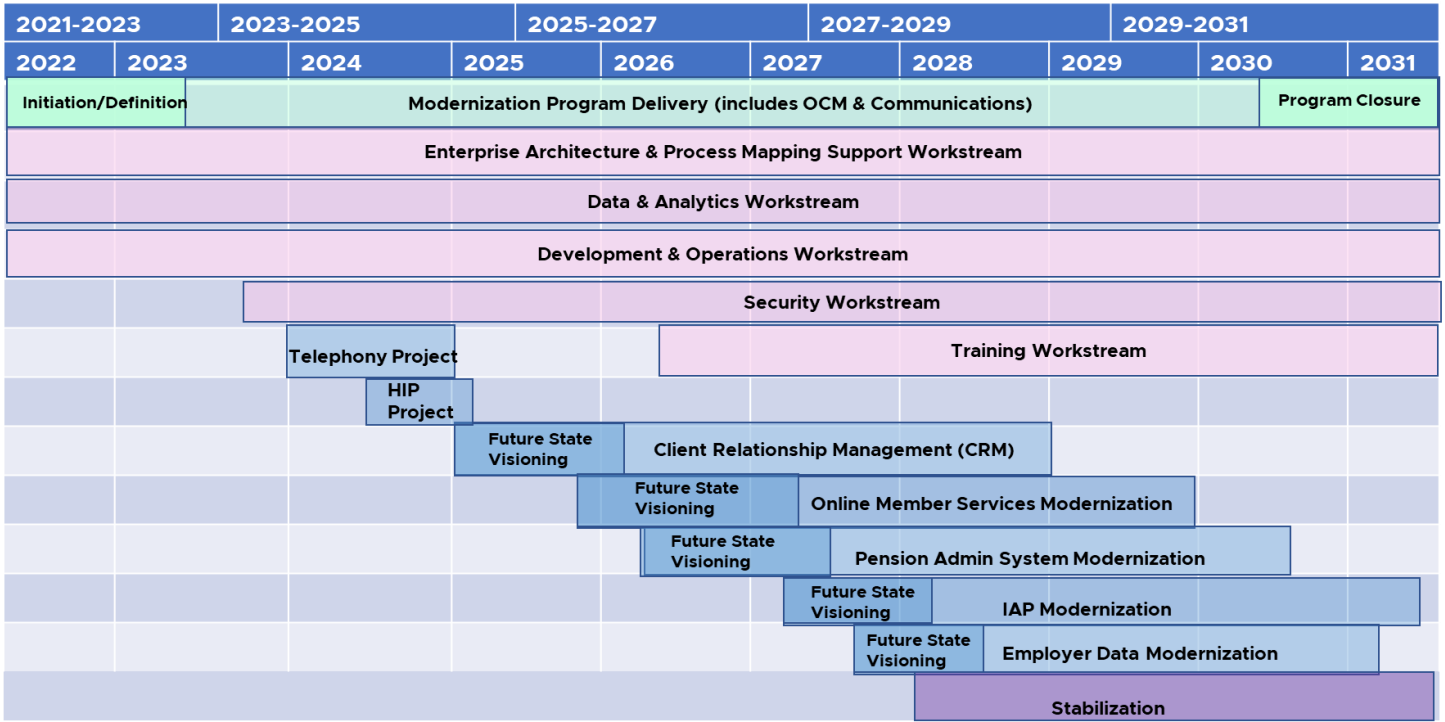 2021-2023 2023-2025 2025-2027 2027-2029 2029-2031
2022 2023 2024 2025 2026 2027 2028 2029 2030 2031
Initiation/Definition Modernization Program Delivery (includes OCM & Communications) Program Closure
Enterprise Architecture & Process Mapping Support Workstream
Data & Analytics Workstream
Development & Operations Workstream
Security Workstream
Telephony Project Training Workstream
HIP
Project
Future State
Visioning
Client Relationship Management (CRM)
Future State
Visioning
Online Member Services Modernization
Future State
Visioning
Pension Admin System Modernization
Future State
Visioning
IAP Modernization
Future State
Visioning
Employer Data Modernization
Stabilization